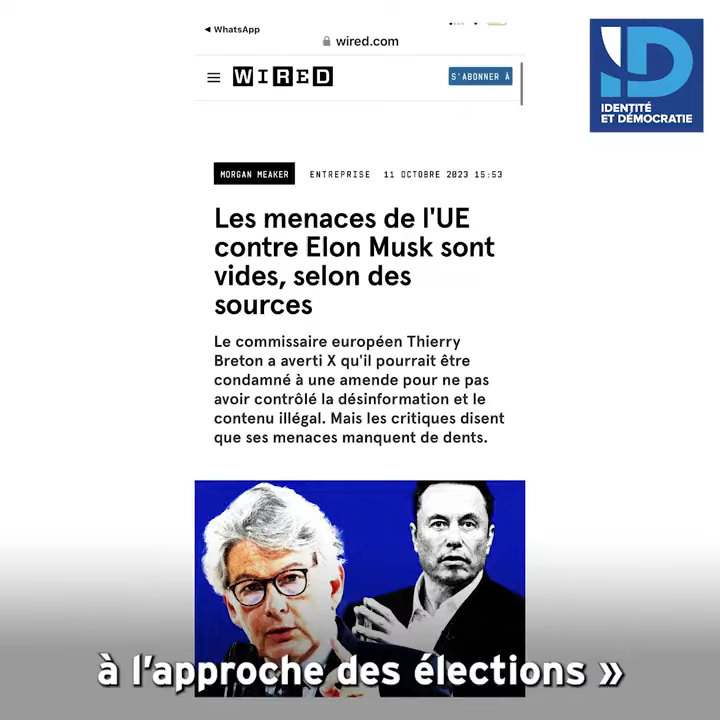 WhatsApp
wired.com
WIRED
S'ABONNER À
IDENTITÉ
ET DÉMOCRATIE
MORGAN MEAKER ENTREPRISE 11 OCTOBRE 2023 15:53
Les menaces de l'UE
contre Elon Musk sont
vides, selon des
sources
Le commissaire européen Thierry
Breton a averti X qu'il pourrait être
condamné à une amende pour ne pas
avoir contrôlé la désinformation et le
contenu illégal. Mais les critiques disent
que ses menaces manquent de dents.
à l'approche des élections »